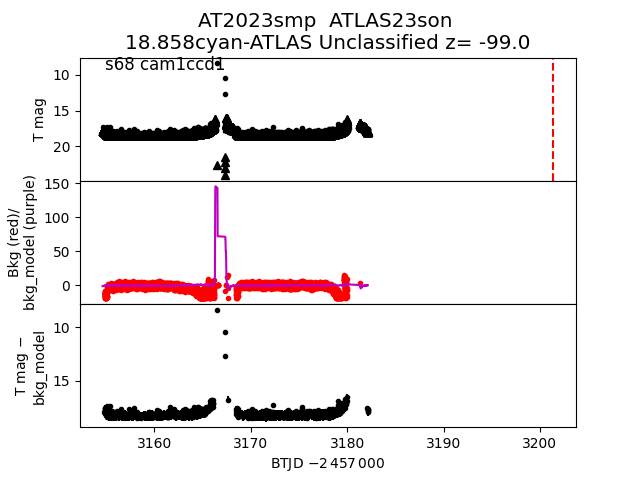 AT2023smp  ATLAS23son
18.858cyan-ATLAS Unclassified z= -99.0
s68 cam1ccd1
T mag
10
15
20
Bkg (red)/
bkg_model (purple)
150
100
50
0
T mag −
bkg_model
10
15
3160 3170 3180 3190 3200
BTJD −2 457 000